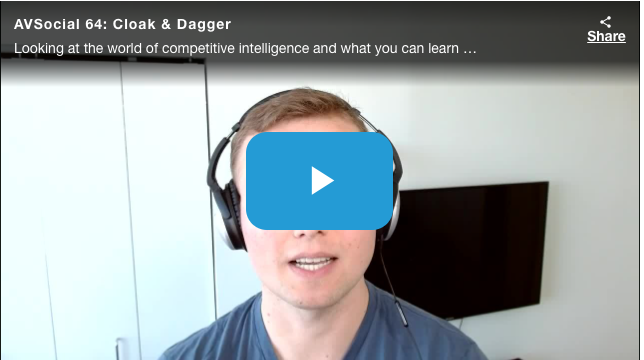 AVSocial 64: Cloak & Dagger
Looking at the world of competitive intelligence and what you can learn …
Share